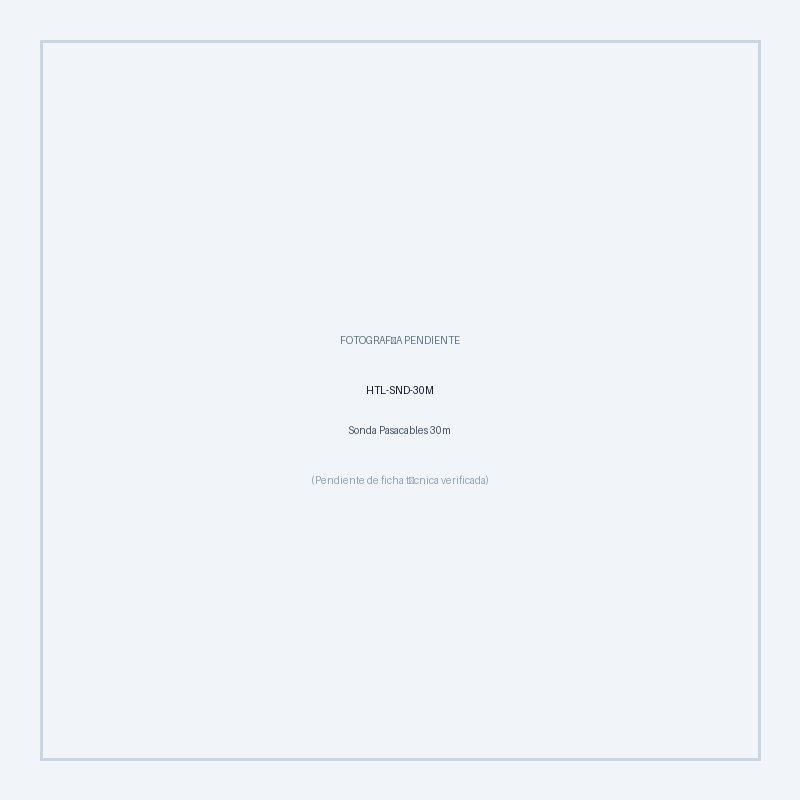 FOTOGRAF▯A PENDIENTE
HTL-SND-30M
Sonda Pasacables 30m
(Pendiente de ficha t▯cnica verificada)